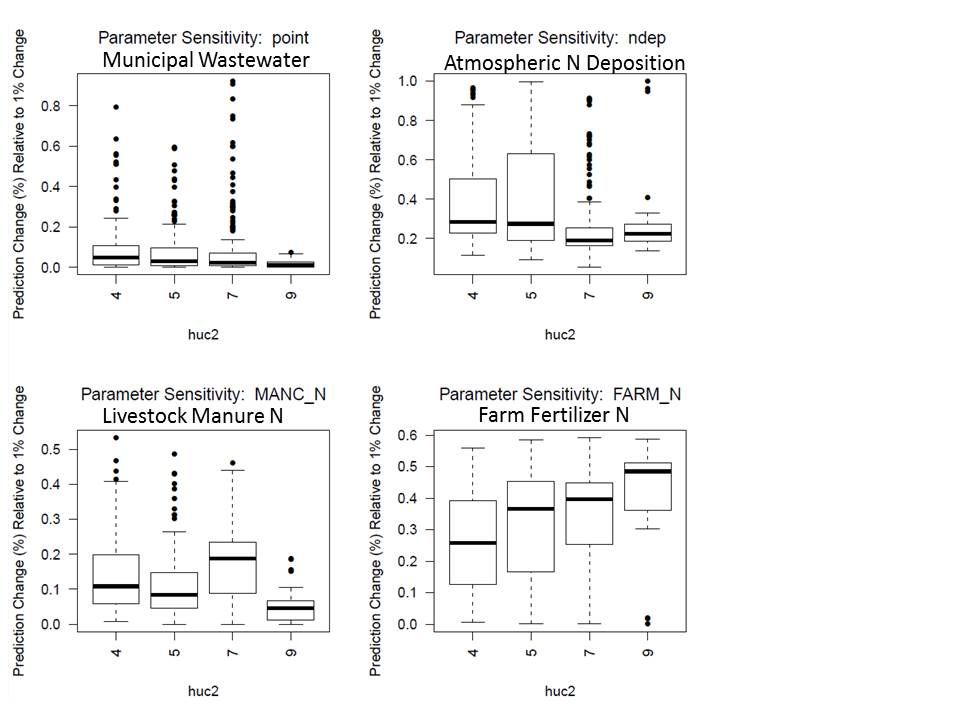 Parameter Sensitivity: point
Municipal Wastewater
Prediction Change (%) Relative to 1% Change
0.8
0.6
0.4
0.2
0.0
4
5
7
9
huc2
Parameter Sensitivity: ndep
Atmospheric N Deposition
Prediction Change (%) Relative to 1% Change
1.0
0.8
0.6
0.4
0.2
4
5
7
9
huc2
Parameter Sensitivity: MANC_N
Livestock Manure N
Prediction Change (%) Relative to 1% Change
0.5
0.4
0.3
0.2
0.1
0.0
4
5
7
9
huc2
Parameter Sensitivity: FARM_N
Farm Fertilizer N
Prediction Change (%) Relative to 1% Change
0.6
0.5
0.4
0.3
0.2
0.1
0.0
4
5
7
9
huc2